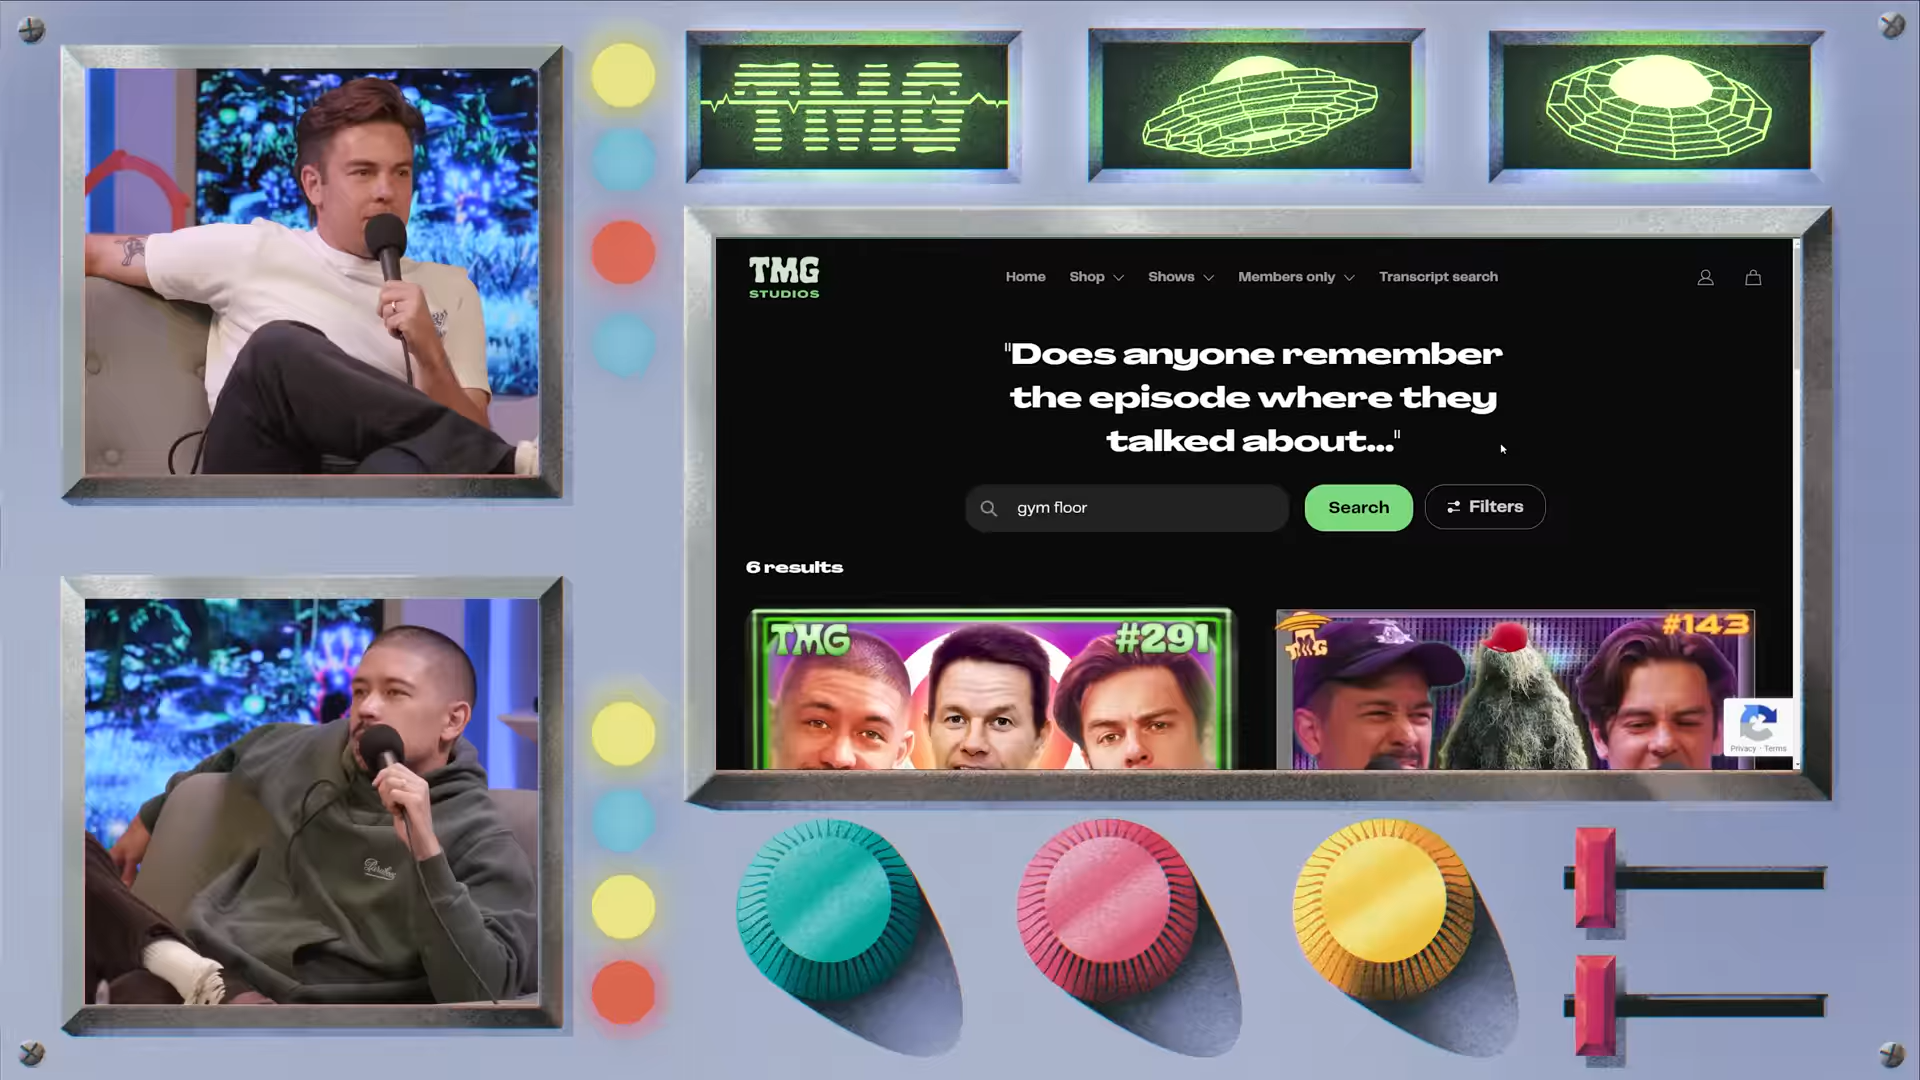 TMG
TMG
STUDIOS
Home
Shop
Shows
Members only
Transcript search
"Does anyone remember
the episode where they
talked about..."
gym floor
Search
Filters
6 results
TMG
#291
TMG
#143
Privacy - Terms